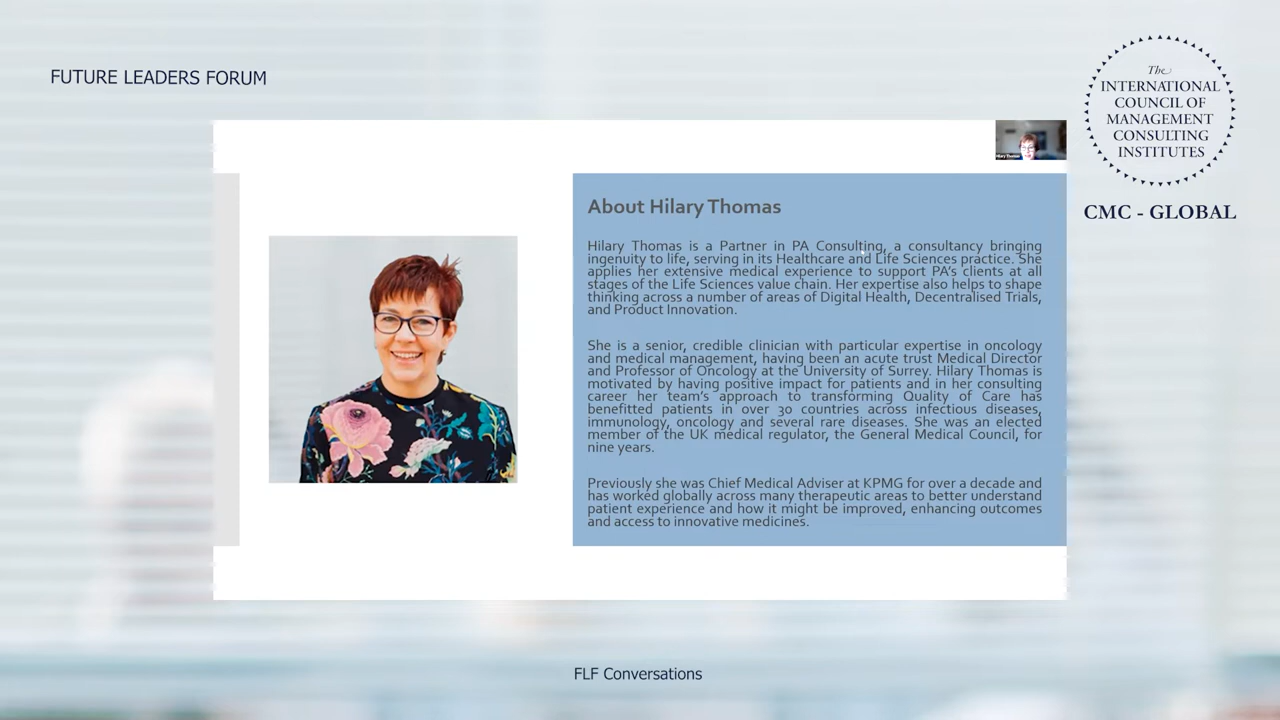 FUTURE LEADERS FORUM
The
INTERNATIONAL
COUNCIL OF
MANAGEMENT
CONSULTING
INSTITUTES
CMC - GLOBAL
Hilary Thomas
About Hilary Thomas
Hilary Thomas is a Partner in PA Consulting, a consultancy bringing
ingenuity to life, serving in its Healthcare and Life Sciences practice. She
applies her extensive medical experience to support PA's clients at all
stages of the Life Sciences value chain. Her expertise also helps to shape
thinking across a number of areas of Digital Health, Decentralised Trials,
and Product Innovation.
She is a senior, credible clinician with particular expertise in oncology
and medical management, having been an acute trust Medical Director
and Professor of Oncology at the University of Surrey. Hilary Thomas is
motivated by having positive impact for patients and in her consulting
career her team's approach to transforming Quality of Care has
benefitted patients in over 30 countries across infectious diseases,
immunology, oncology and several rare diseases. She was an elected
member of the UK medical regulator, the General Medical Council, for
nine years.
Previously she was Chief Medical Adviser at KPMG for over a decade and
has worked globally across many therapeutic areas to better understand
patient experience and how it might be improved, enhancing outcomes
and access to innovative medicines.
FLF Conversations